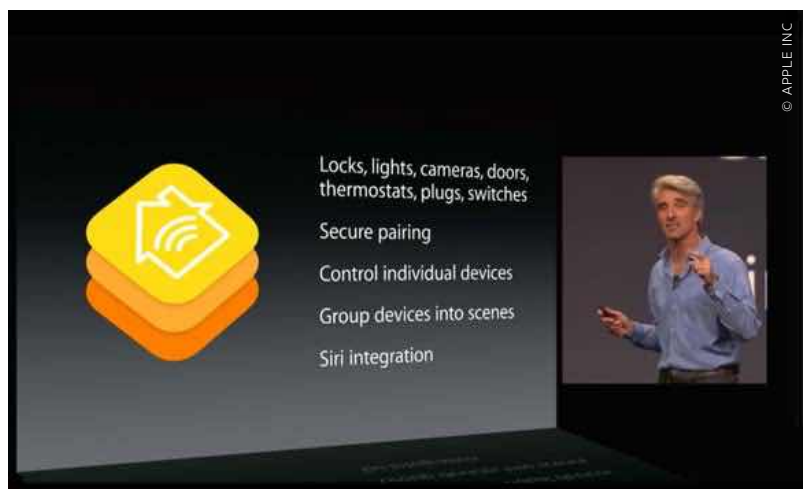 © APPLE INC
Locks, lights, cameras, doors,
thermostats, plugs, switches
Secure pairing
Control individual devices
Group devices into scenes
Siri integration